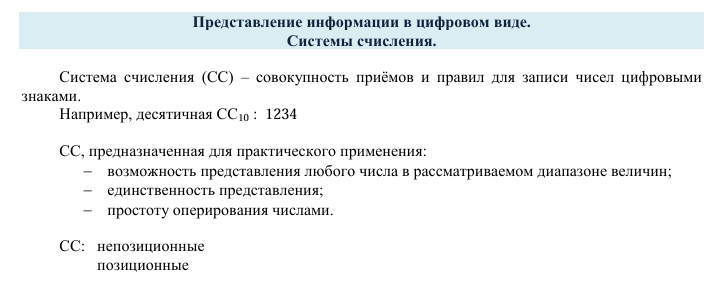 Представление информации в цифровом виде.
Системы счисления.
Система счисления (СС) – совокупность приёмов и правил для записи чисел цифровыми
знаками.
Например, десятичная СС₁₀ : 1234
СС, предназначенная для практического применения:
− возможность представления любого числа в рассматриваемом диапазоне величин;
− единственность представления;
− простоту оперирования числами.
СС: непозиционные
позиционные